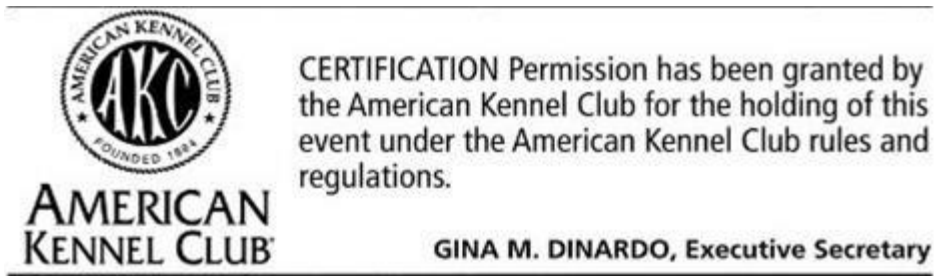 AMERICAN KENNEL CLUB
AKC
FOUNDED 1884
AMERICAN
KENNEL CLUB
CERTIFICATION Permission has been granted by
the American Kennel Club for the holding of this
event under the American Kennel Club rules and
regulations.
GINA M. DINARDO, Executive Secretary